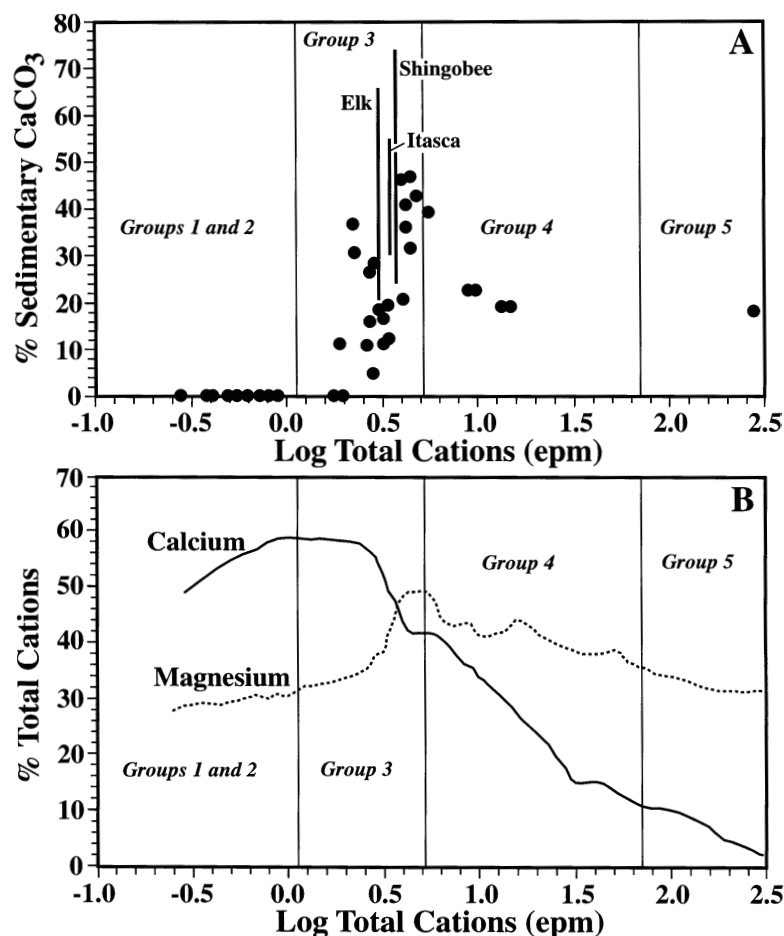 80
A
Group 3
70
Shingobee
60
Elk
Itasca
50
40
Groups 1 and 2
Group 4
Group 5
30
20
10
0
% Sedimentary CaCO3
-1.0 -0.5 0.0 0.5 1.0 1.5 2.0 2.5
Log Total Cations (epm)
70
B
60
Calcium
Group 4
Group 5
50
40
Magnesium
30
20
Groups 1 and 2
Group 3
10
0
% Total Cations
-1.0 -0.5 0.0 0.5 1.0 1.5 2.0 2.5
Log Total Cations (epm)